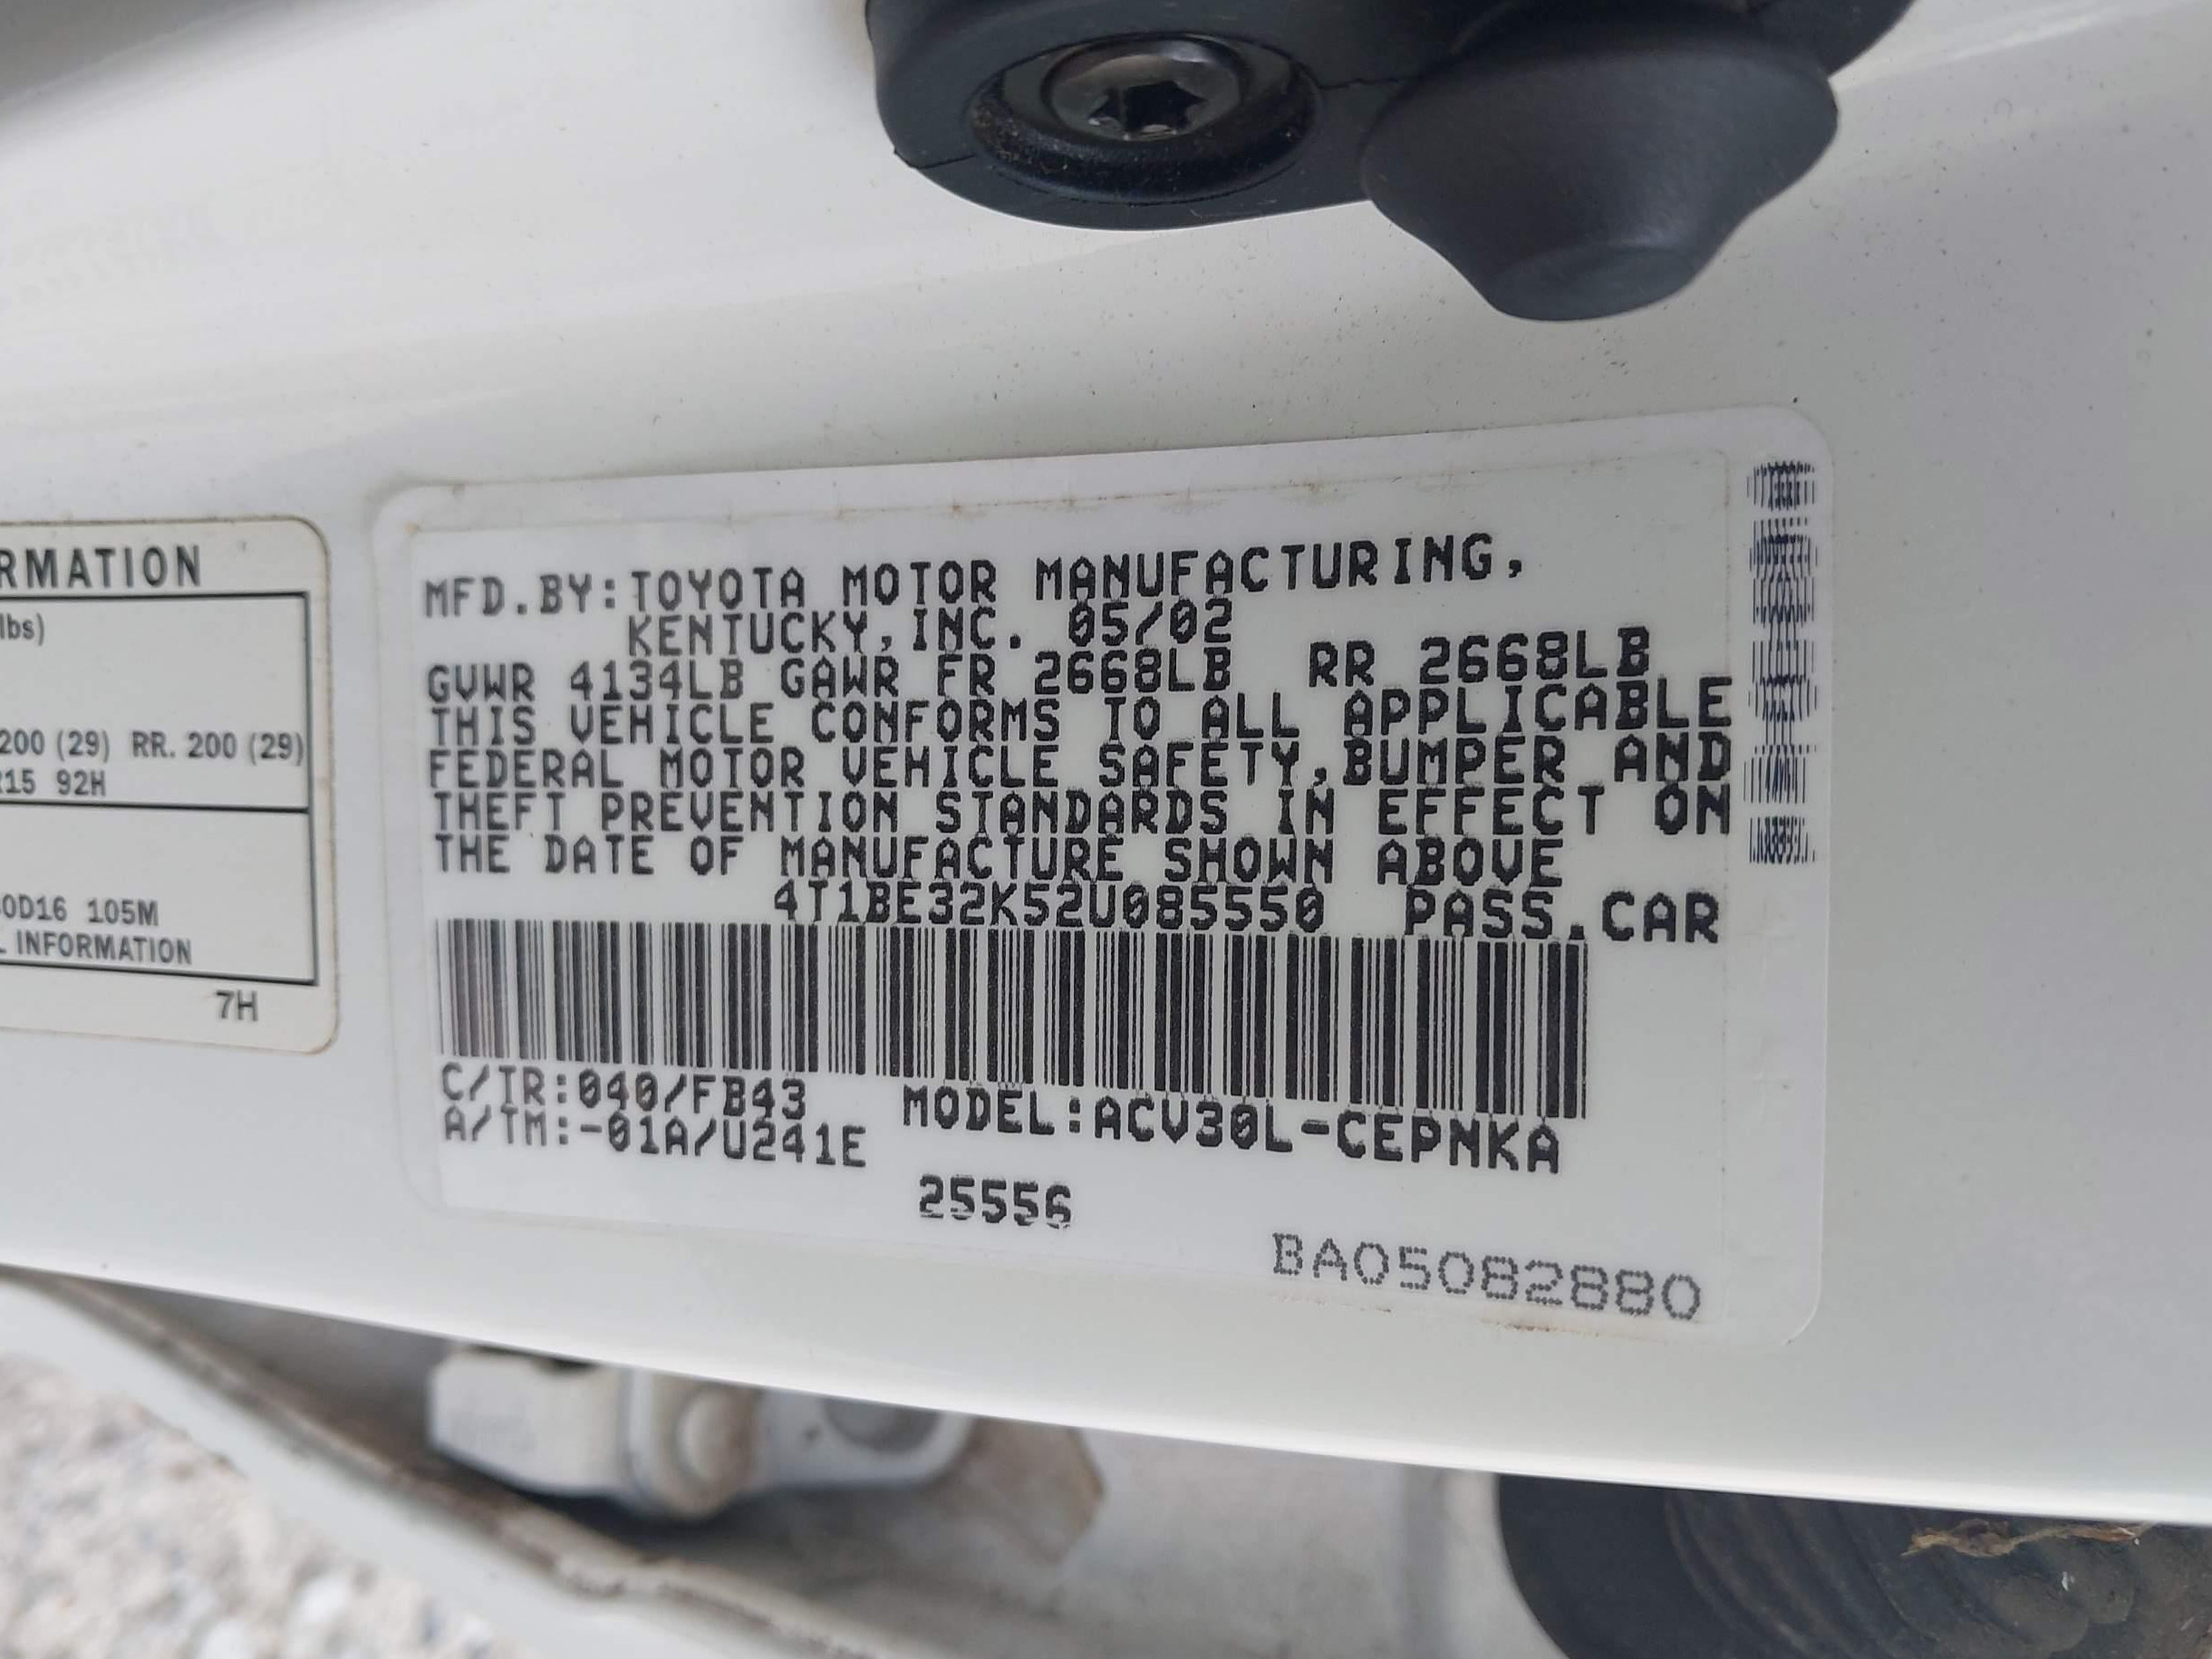 RMATION
lbs)
200 (29) RR. 200 (29)
R15 92H
0D16 105M
L INFORMATION
7H
MFD.BY:TOYOTA MOTOR MANUFACTURING,
KENTUCKY,INC. 05/02
GVWR 4134LB GAWR FR 2668LB RR 2668LB
THIS VEHICLE CONFORMS TO ALL APPLICABLE
FEDERAL MOTOR VEHICLE SAFETY,BUMPER AND
THEFT PREVENTION STANDARDS IN EFFECT ON
THE DATE OF MANUFACTURE SHOWN ABOVE
4T1BE32K52U085550 PASS.CAR
C/TR:040/FB43 MODEL:ACV30L-CEPNKA
A/TM:-01A/U241E
25556
BA05082880